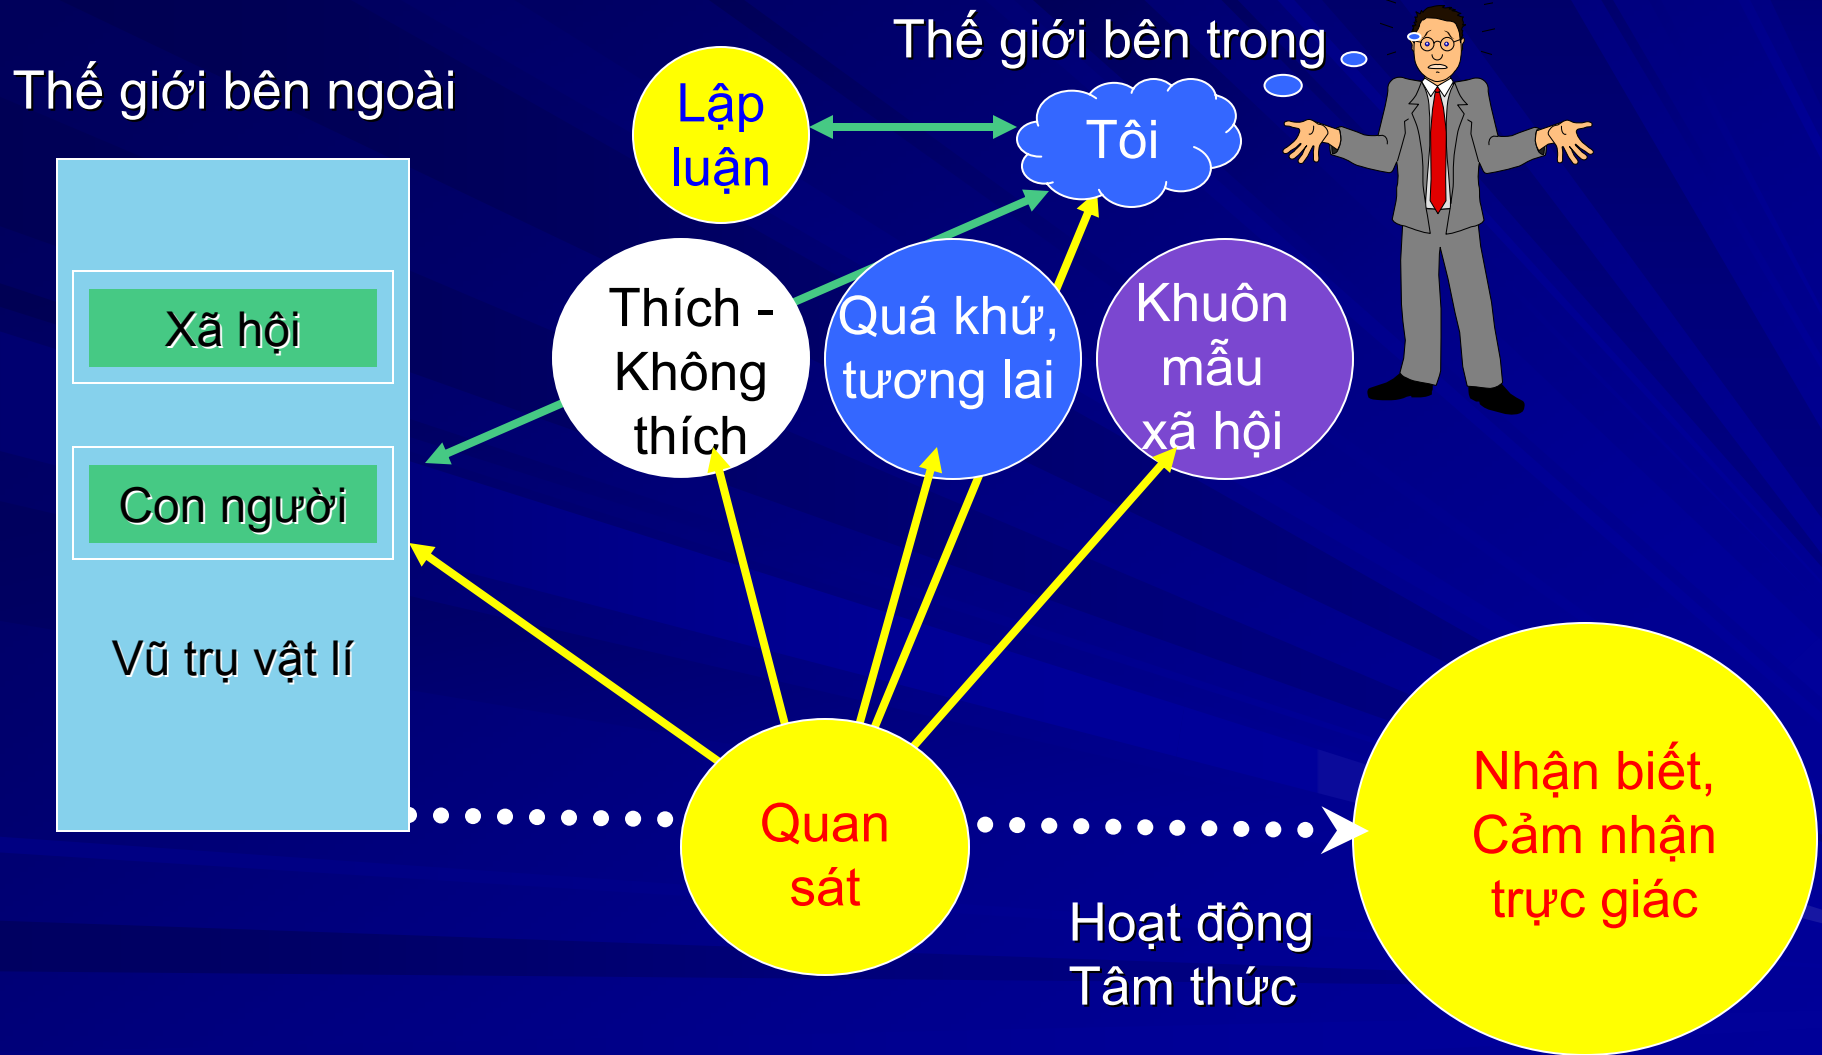 Thế giới bên trong
Thế giới bên ngoài
Lập
luận
Tôi
Thích -
Không
thích
Quá khứ,
tương lai
Khuôn
mẫu
xã hội
Xã hội
Con người
Vũ trụ vật lí
Quan
sát
Nhận biết,
Cảm nhận
trực giác
Hoạt động
Tâm thức